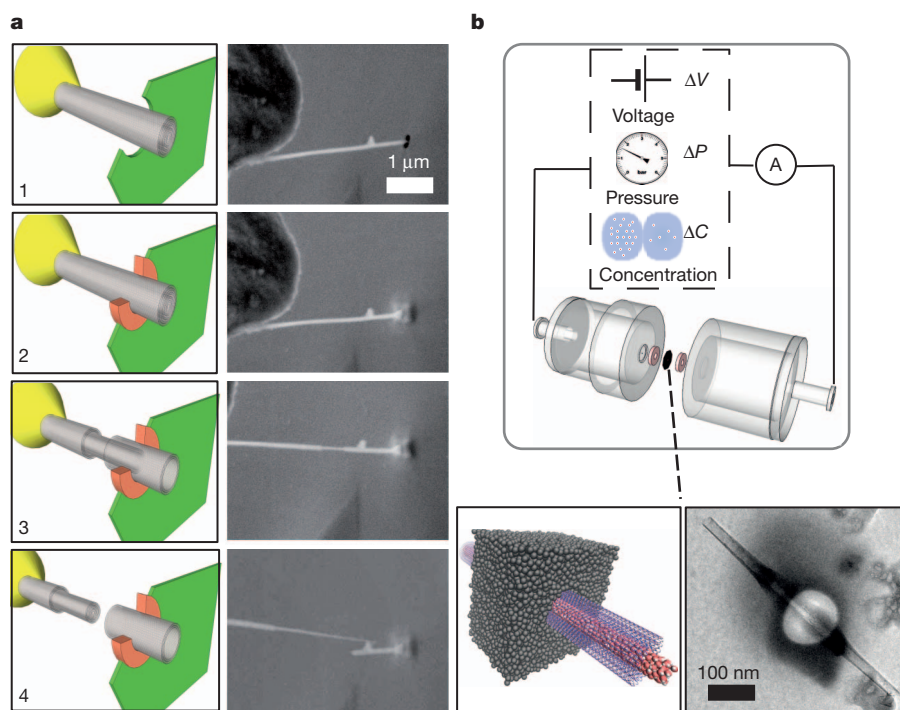 a
1
1 μm
2
3
4
b
ΔV
Voltage
ΔP
Pressure
ΔC
Concentration
A
100 nm